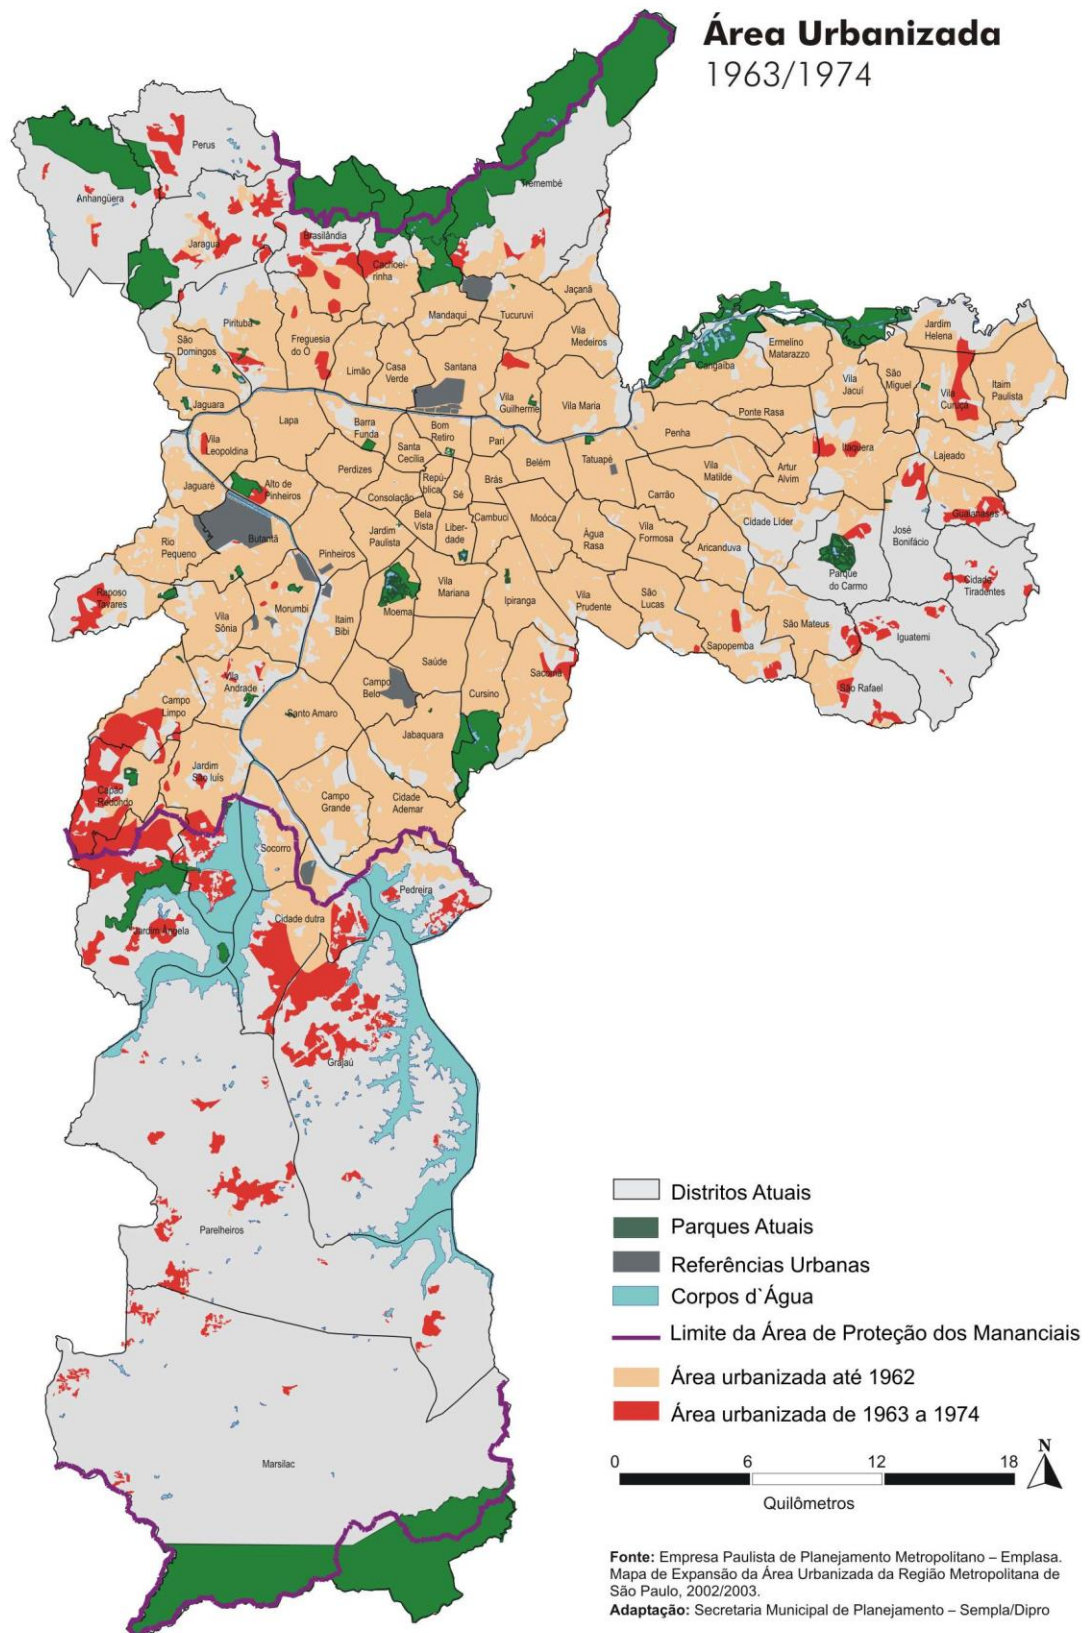 Área Urbanizada
1963/1974
Perus
Anhangüera
Tremembé
Jaraguá
Brasilândia
Cachoei-
rinha
Jaçanã
Mandaqui
Tucuruvi
Pirituba
Freguesia
do Ó
Vila
Medeiros
São
Domingos
Limão
Casa
Verde
Santana
Cangaíba
Ermelino
Matarazzo
Jardim
Helena
São
Miguel
Vila
Jacuí
Vila
Curuçá
Itaim
Paulista
Jaguara
Lapa
Barra
Funda
Bom
Retiro
Vila
Guilherme
Vila Maria
Ponte Rasa
Penha
Vila
Leopoldina
Santa
Cecília
Pari
Belém
Tatuapé
Itaquera
Lajeado
Perdizes
Vila
Matilde
Artur
Alvim
Jaguaré
Alto de
Pinheiros
Consolação
Repú-
blica
Sé
Brás
Carrão
Guaianases
Bela
Vista
Liber-
dade
Cambuci
Moóca
Cidade Líder
José
Bonifácio
Rio
Pequeno
Butantã
Pinheiros
Jardim
Paulista
Água
Rasa
Vila
Formosa
Aricanduva
Parque
do Carmo
Cidade
Tiradentes
Raposo
Tavares
Vila
Sônia
Morumbi
Itaim
Bibi
Moema
Vila
Mariana
Ipiranga
Vila
Prudente
São
Lucas
São Mateus
Iguatemi
Sapopemba
Vila
Andrade
Campo
Belo
Saúde
Sacomã
São Rafael
Campo
Limpo
Santo Amaro
Cursino
Jabaquara
Capão
Redondo
Jardim
São luís
Campo
Grande
Cidade
Ademar
Socorro
Pedreira
Jardim Ângela
Cidade dutra
Grajaú
Parelheiros
Marsilac
Distritos Atuais
Parques Atuais
Referências Urbanas
Corpos d`Água
Limite da Área de Proteção dos Mananciais
Área urbanizada até 1962
Área urbanizada de 1963 a 1974
0 6 12 18
N
Quilômetros
Fonte: Empresa Paulista de Planejamento Metropolitano – Emplasa.
Mapa de Expansão da Área Urbanizada da Região Metropolitana de
São Paulo, 2002/2003.
Adaptação: Secretaria Municipal de Planejamento – Sempla/Dipro